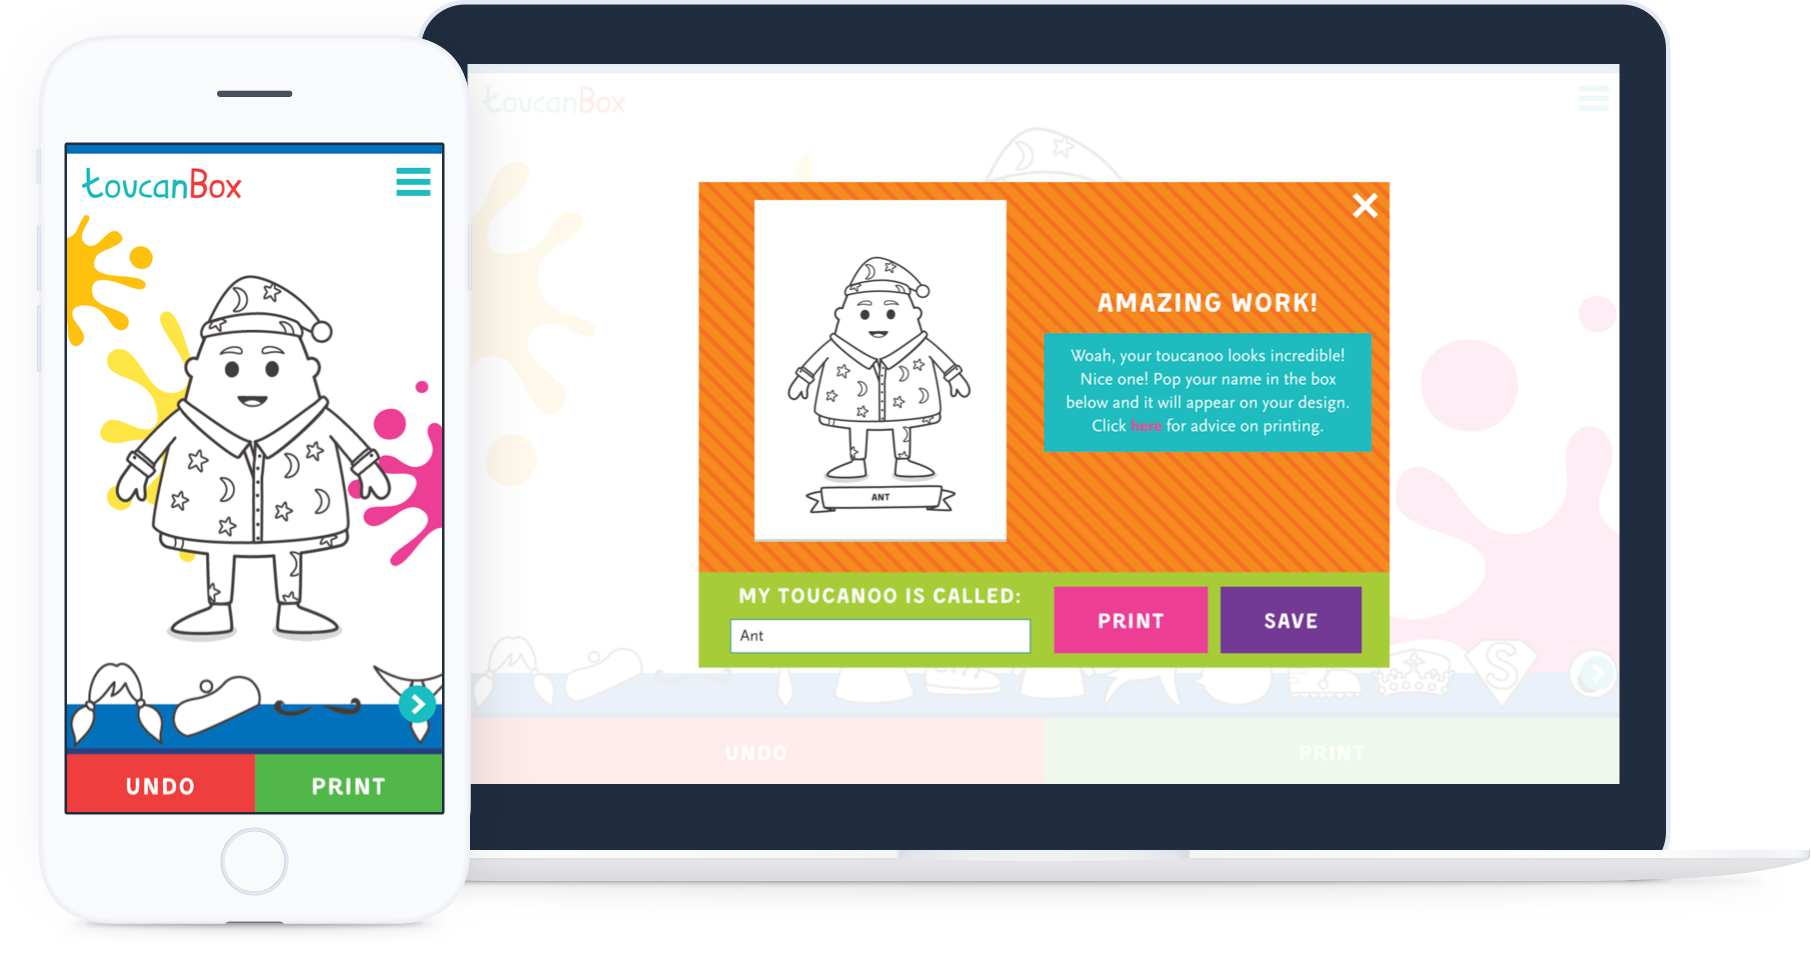 toucanBox
UNDO
PRINT
toucanBox
AMAZING WORK!
Woah, your toucanoo looks incredible!
Nice one! Pop your name in the box
below and it will appear on your design.
Click here for advice on printing.
ANT
MY TOUCANOO IS CALLED:
Ant
PRINT
SAVE
S
UNDO
PRINT